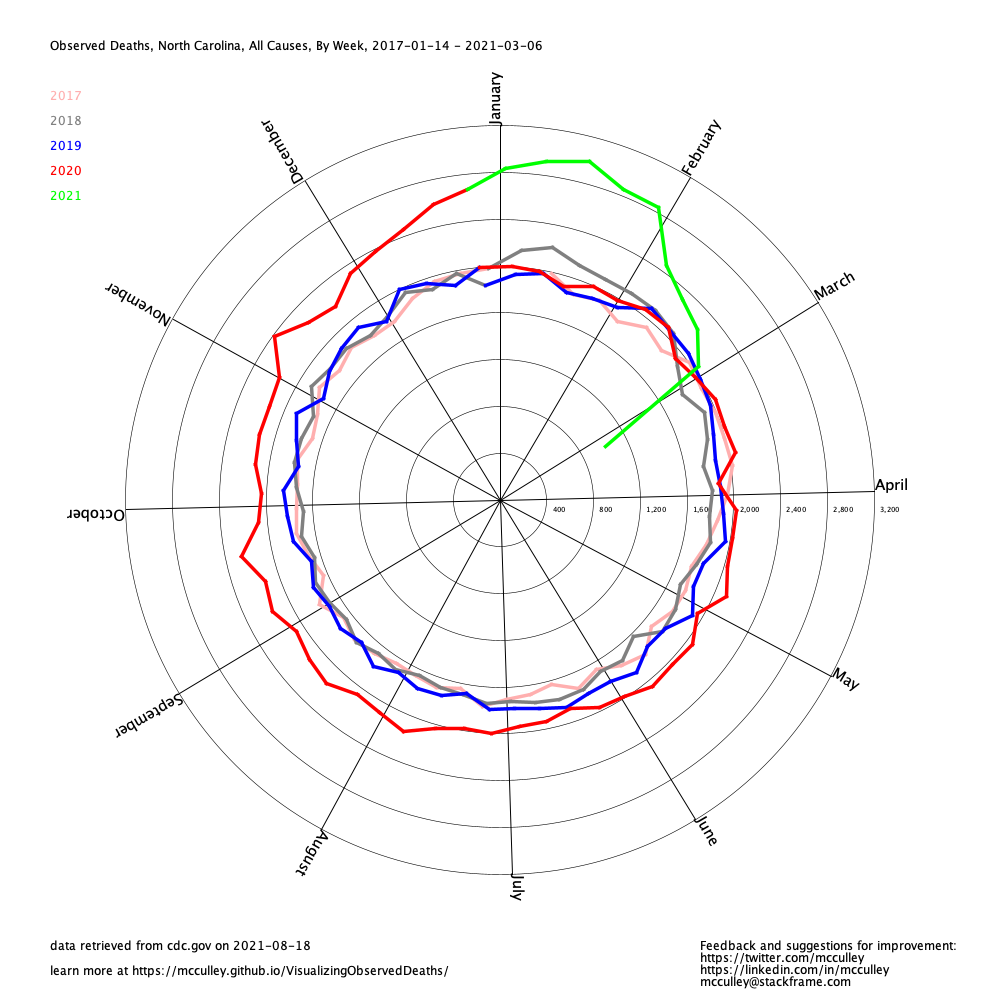 Observed Deaths, North Carolina, All Causes, By Week, 2017-01-14 - 2021-03-06
2017
2018
2019
2020
2021
January
February
March
April
May
June
July
August
September
October
November
December
400
800
1,200
1,600
2,000
2,400
2,800
3,200
data retrieved from cdc.gov on 2021-08-18
learn more at https://mcculley.github.io/VisualizingObservedDeaths/
Feedback and suggestions for improvement:
https://twitter.com/mcculley
https://linkedin.com/in/mcculley
mcculley@stackframe.com